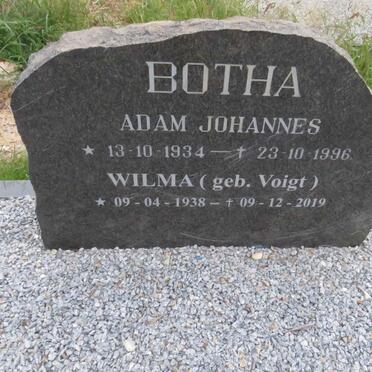 BOTHA
ADAM JOHANNES
★ 13-10-1934 — † 23-10-1996
WILMA ( geb. Voigt )
★ 09-04-1938 – † 09-12-2019